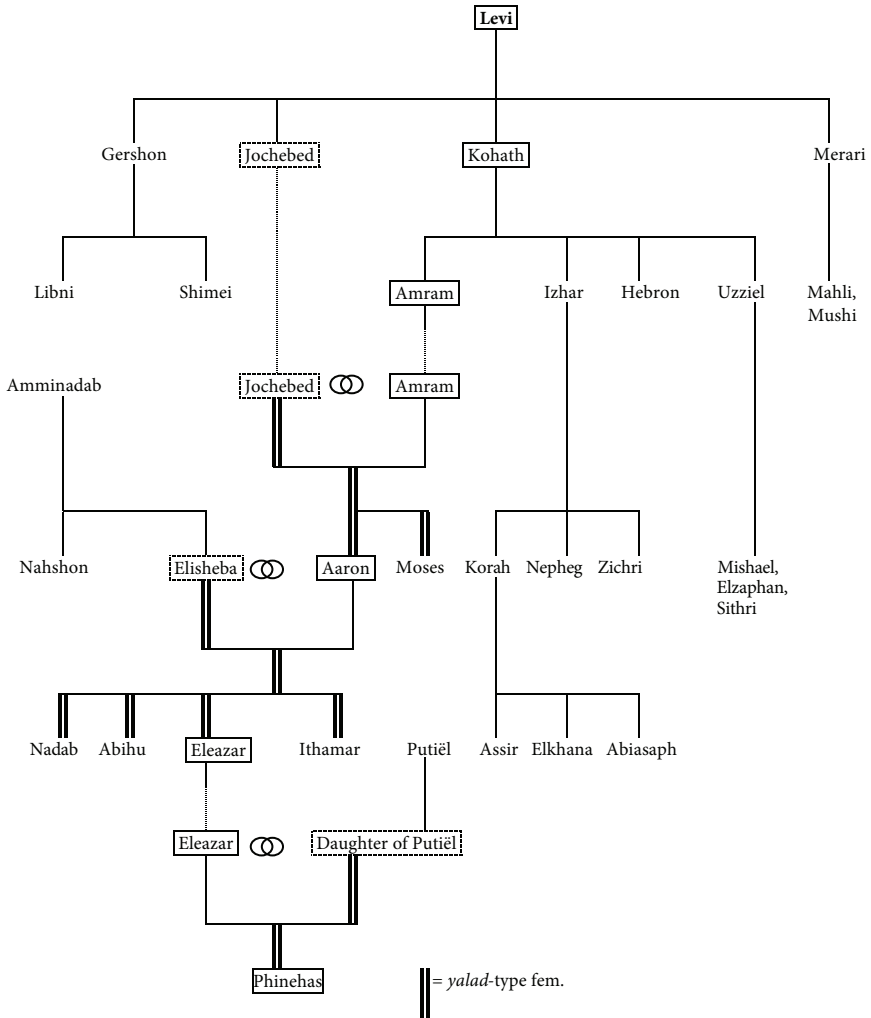 Levi
Gershon Jochebed Kohath Merari
Libni Shimei Amram Izhar Hebron Uzziel Mahli,
Mushi
Amminadab Jochebed Amram
Nahshon Elisheba Aaron Moses Korah Nepheg Zichri Mishael,
Elzaphan,
Sithri
Nadab Abihu Eleazar Ithamar Putiël Assir Elkhana Abiasaph
Eleazar Daughter of Putiël
Phinehas = yalad-type fem.